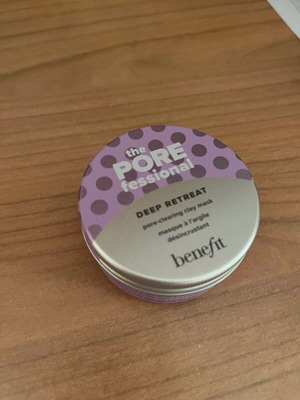 the
PORE
fessional
DEEP RETREAT
pore-clearing clay mask
masque à l'argile
désincrustant
benefit